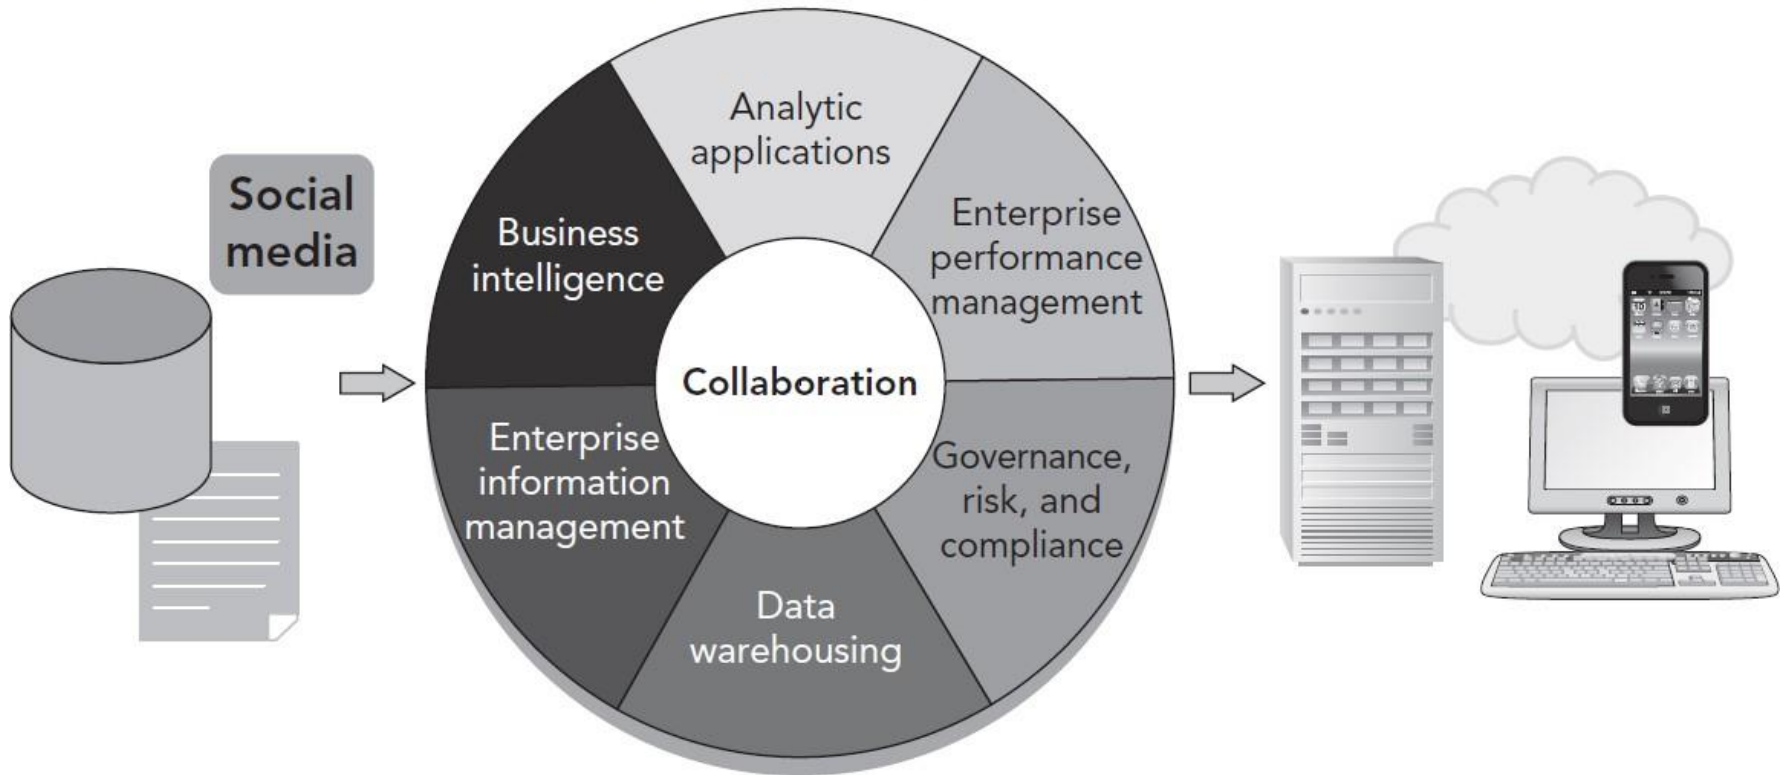 Social
media
Analytic
applications
Business
intelligence
Enterprise
performance
management
Collaboration
Enterprise
information
management
Governance,
risk, and
compliance
Data
warehousing